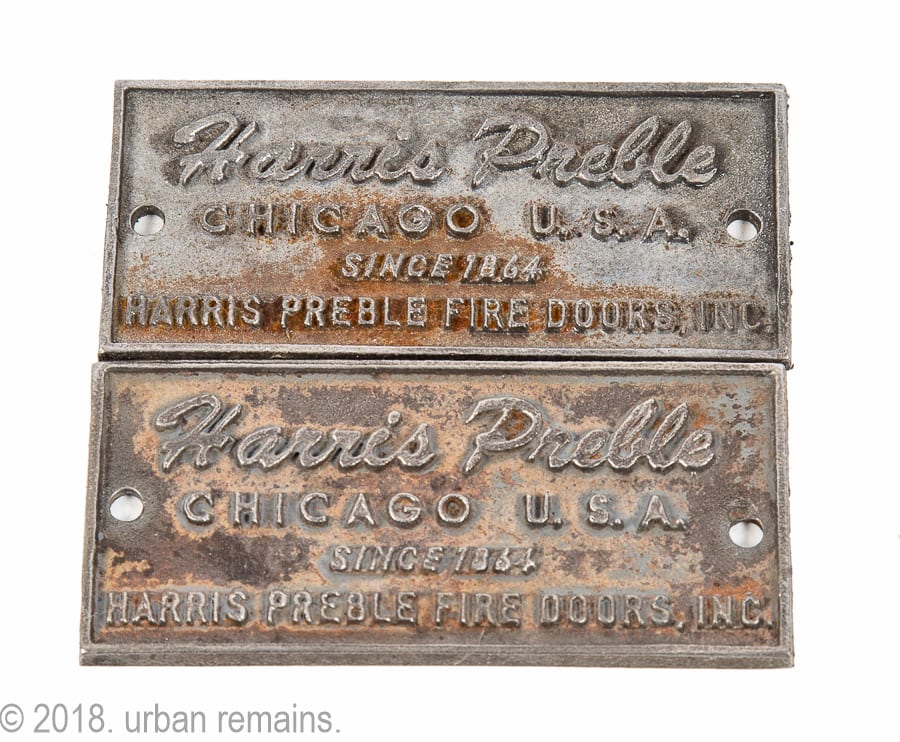 Harris Preble
CHICAGO U.S.A.
SINCE 1864
HARRIS PREBLE FIRE DOORS, INC.
Harris Preble
CHICAGO U.S.A.
SINCE 1864
HARRIS PREBLE FIRE DOORS, INC.
© 2018. urban remains.